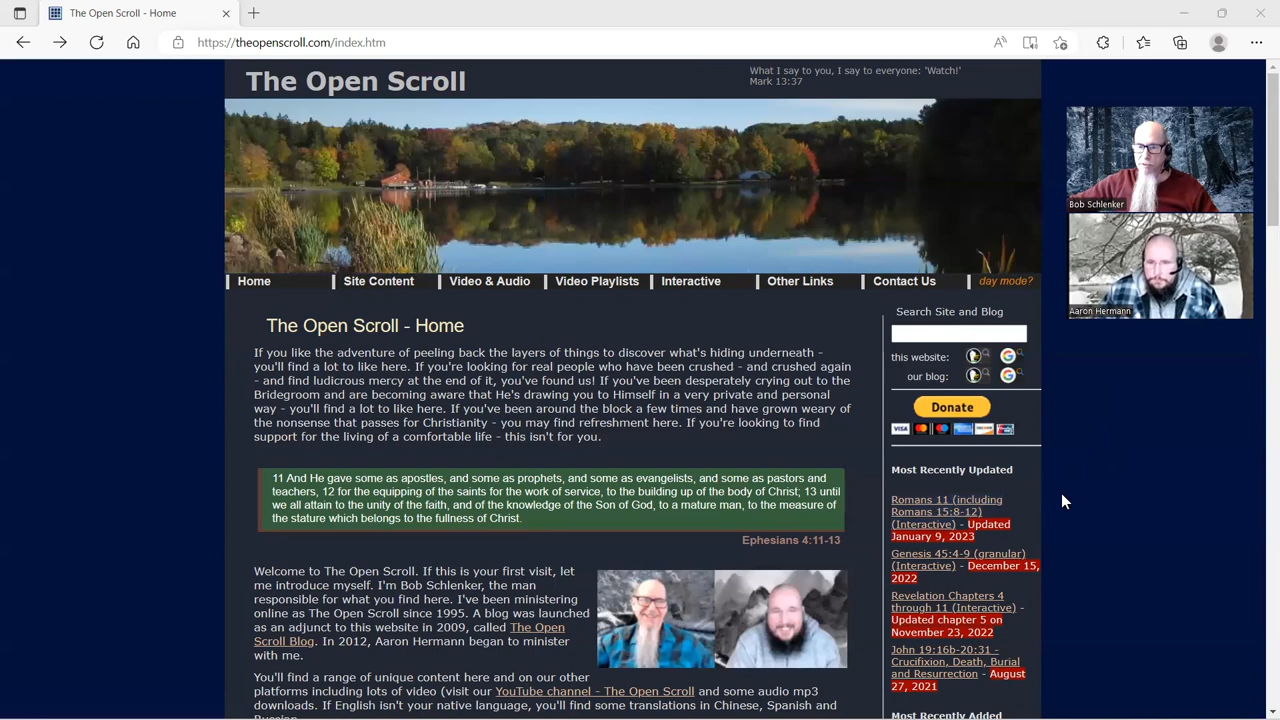 The Open Scroll - Home
https://theopenscroll.com/index.htm
The Open Scroll
What I say to you, I say to everyone: 'Watch!'
Mark 13:37
Home
Site Content
Video & Audio
Video Playlists
Interactive
Other Links
Contact Us
day mode?
The Open Scroll - Home
If you like the adventure of peeling back the layers of things to discover what's hiding underneath -
you'll find a lot to like here. If you're looking for real people who have been crushed - and crushed again
- and find ludicrous mercy at the end of it, you've found us! If you've been desperately crying out to the
Bridegroom and are becoming aware that He's drawing you to Himself in a very private and personal
way - you'll find a lot to like here. If you've been around the block a few times and have grown weary of
the nonsense that passes for Christianity - you may find refreshment here. If you're looking to find
support for the living of a comfortable life - this isn't for you.
11 And He gave some as apostles, and some as prophets, and some as evangelists, and some as pastors and
teachers, 12 for the equipping of the saints for the work of service, to the building up of the body of Christ; 13 until
we all attain to the unity of the faith, and of the knowledge of the Son of God, to a mature man, to the measure of
the stature which belongs to the fullness of Christ.
Ephesians 4:11-13
Welcome to The Open Scroll. If this is your first visit, let
me introduce myself. I'm Bob Schlenker, the man
responsible for what you find here. I've been ministering
online as The Open Scroll since 1995. A blog was launched
as an adjunct to this website in 2009, called The Open
Scroll Blog. In 2012, Aaron Hermann began to minister
with me.
You'll find a range of unique content here and on our other
platforms including lots of video (visit our YouTube channel - The Open Scroll and some audio mp3
downloads. If English isn't your native language, you'll find some translations in Chinese, Spanish and
Russian
Search Site and Blog
this website:
our blog:
Donate
VISA
Most Recently Updated
Romans 11 (including
Romans 15:8-12)
(Interactive) - Updated
January 9, 2023
Genesis 45:4-9 (granular)
(Interactive) - December 15,
2022
Revelation Chapters 4
through 11 (Interactive) -
Updated chapter 5 on
November 23, 2022
John 19:16b-20:31 -
Crucifixion, Death, Burial
and Resurrection - August
27, 2021
Most Recently Added
Bob Schlenker
Aaron Hermann